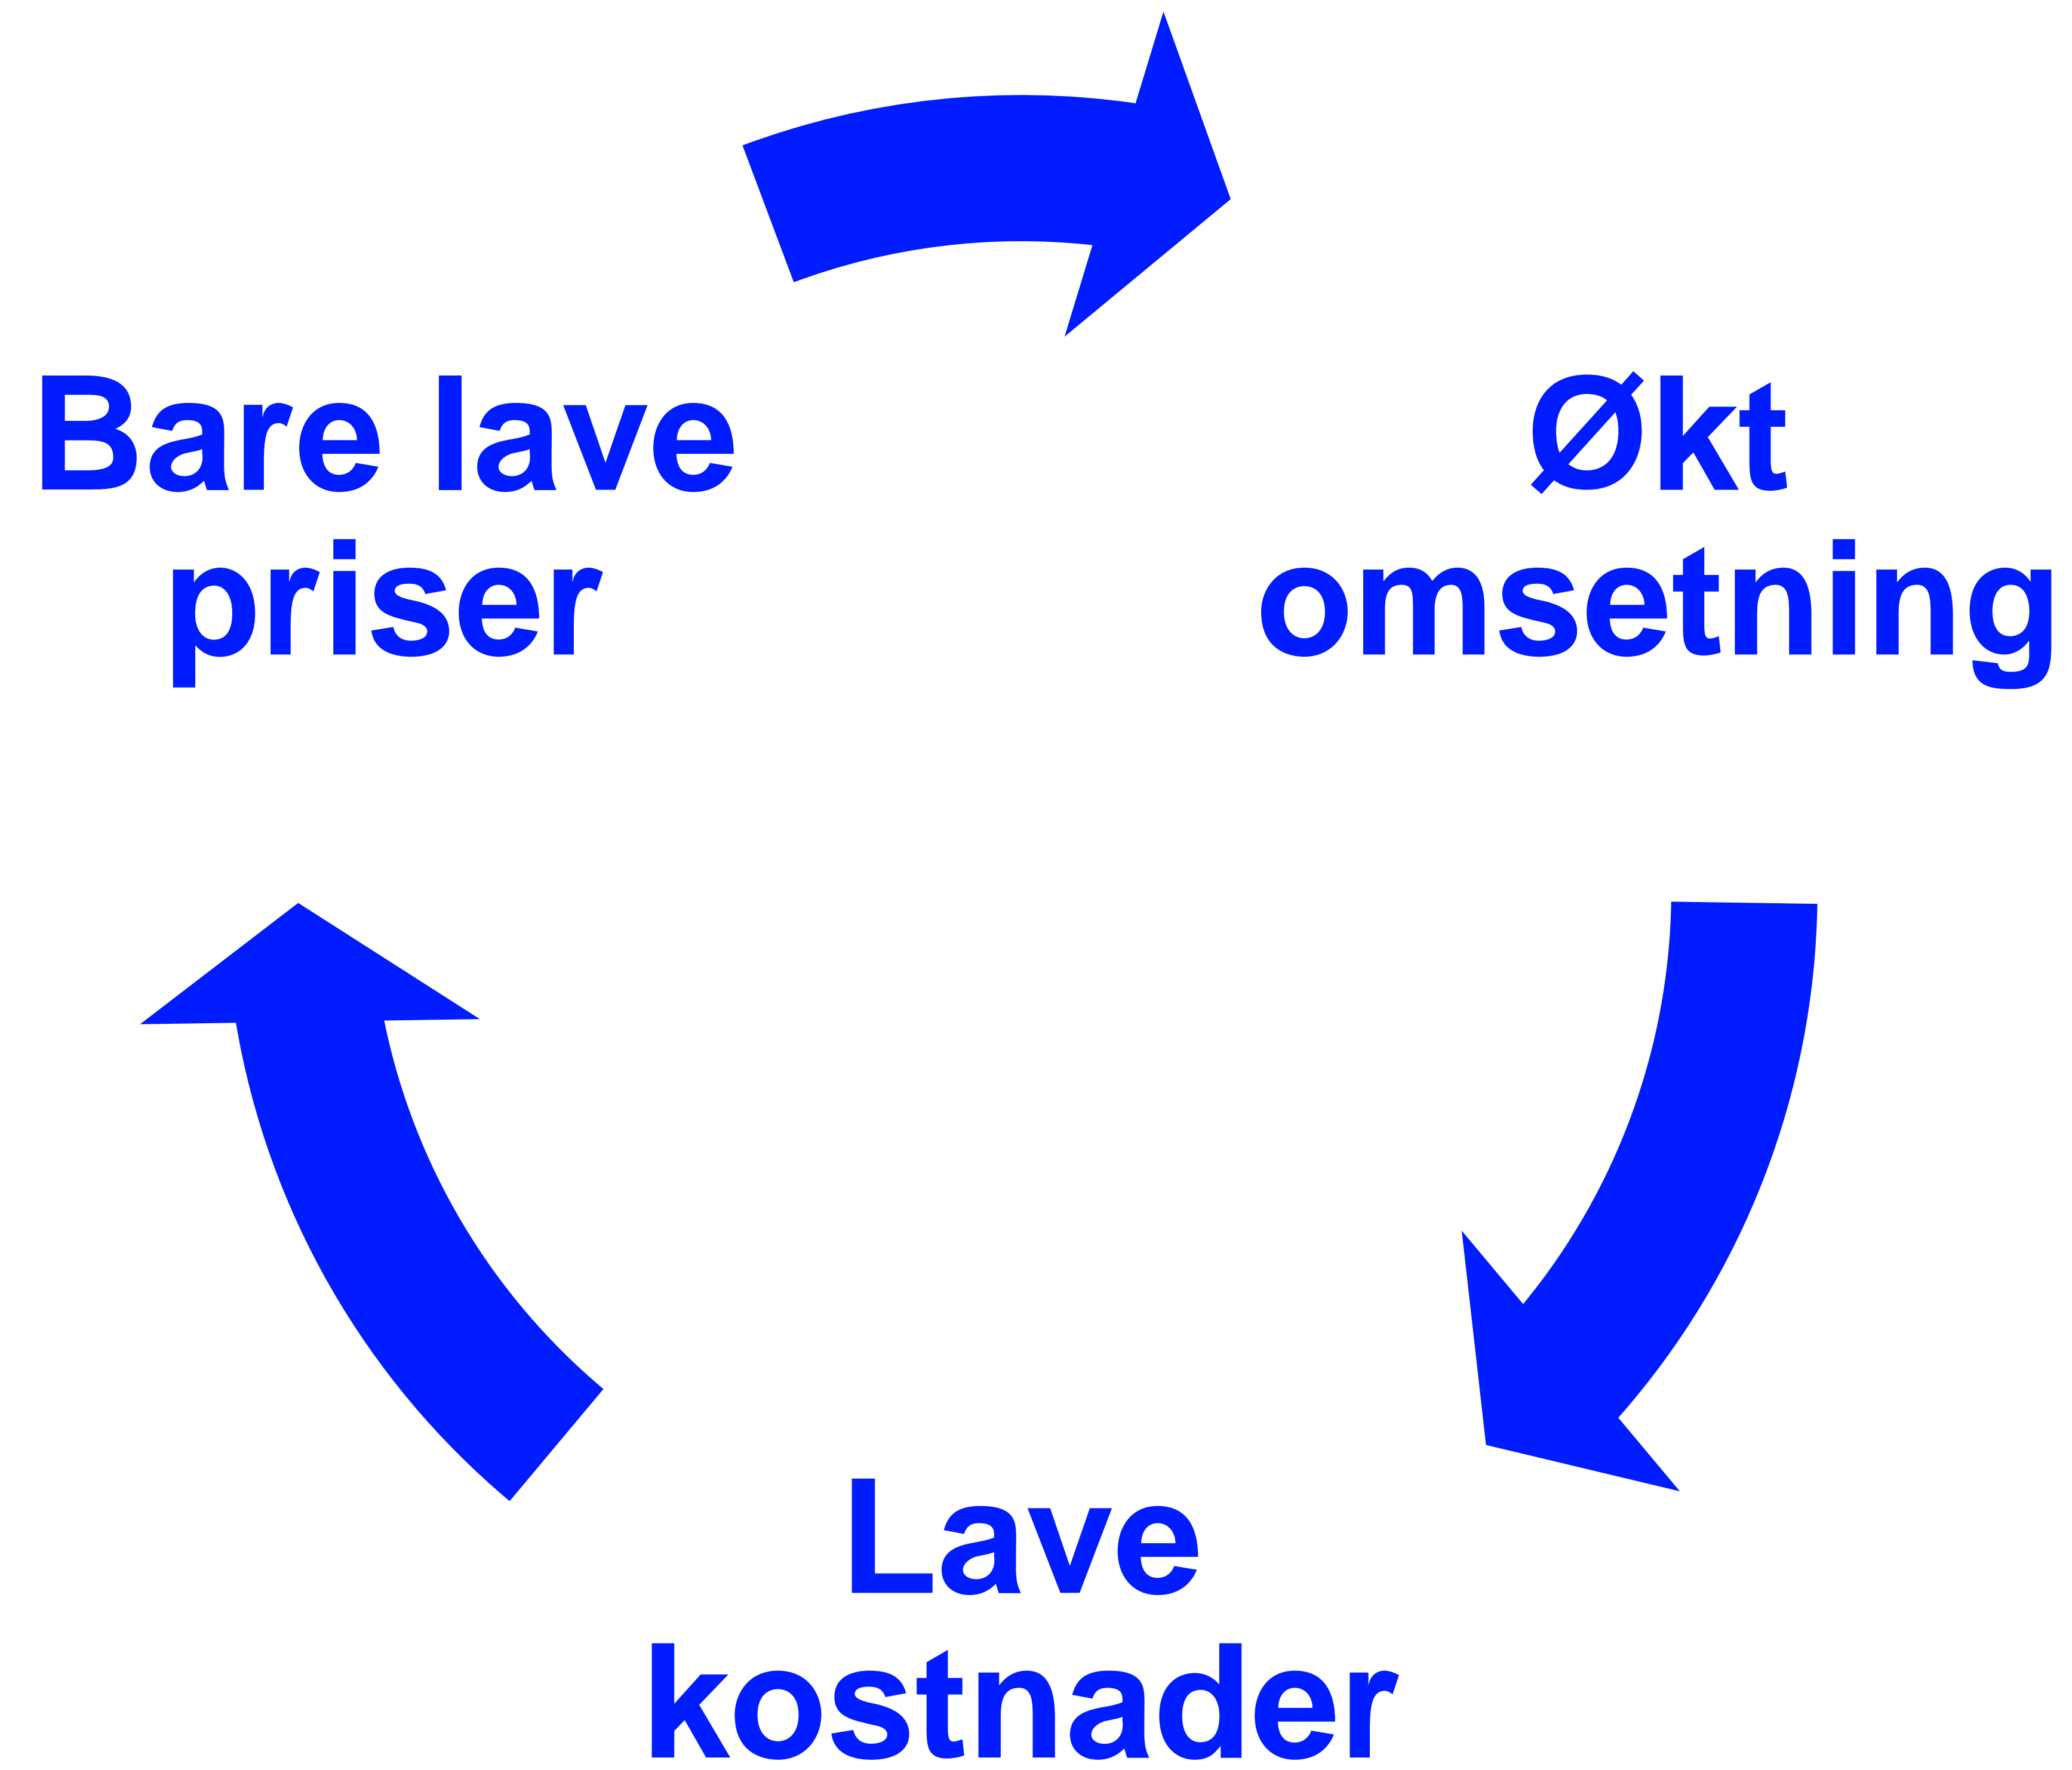 Bare lave
priser
Økt
omsetning
Lave
kostnader